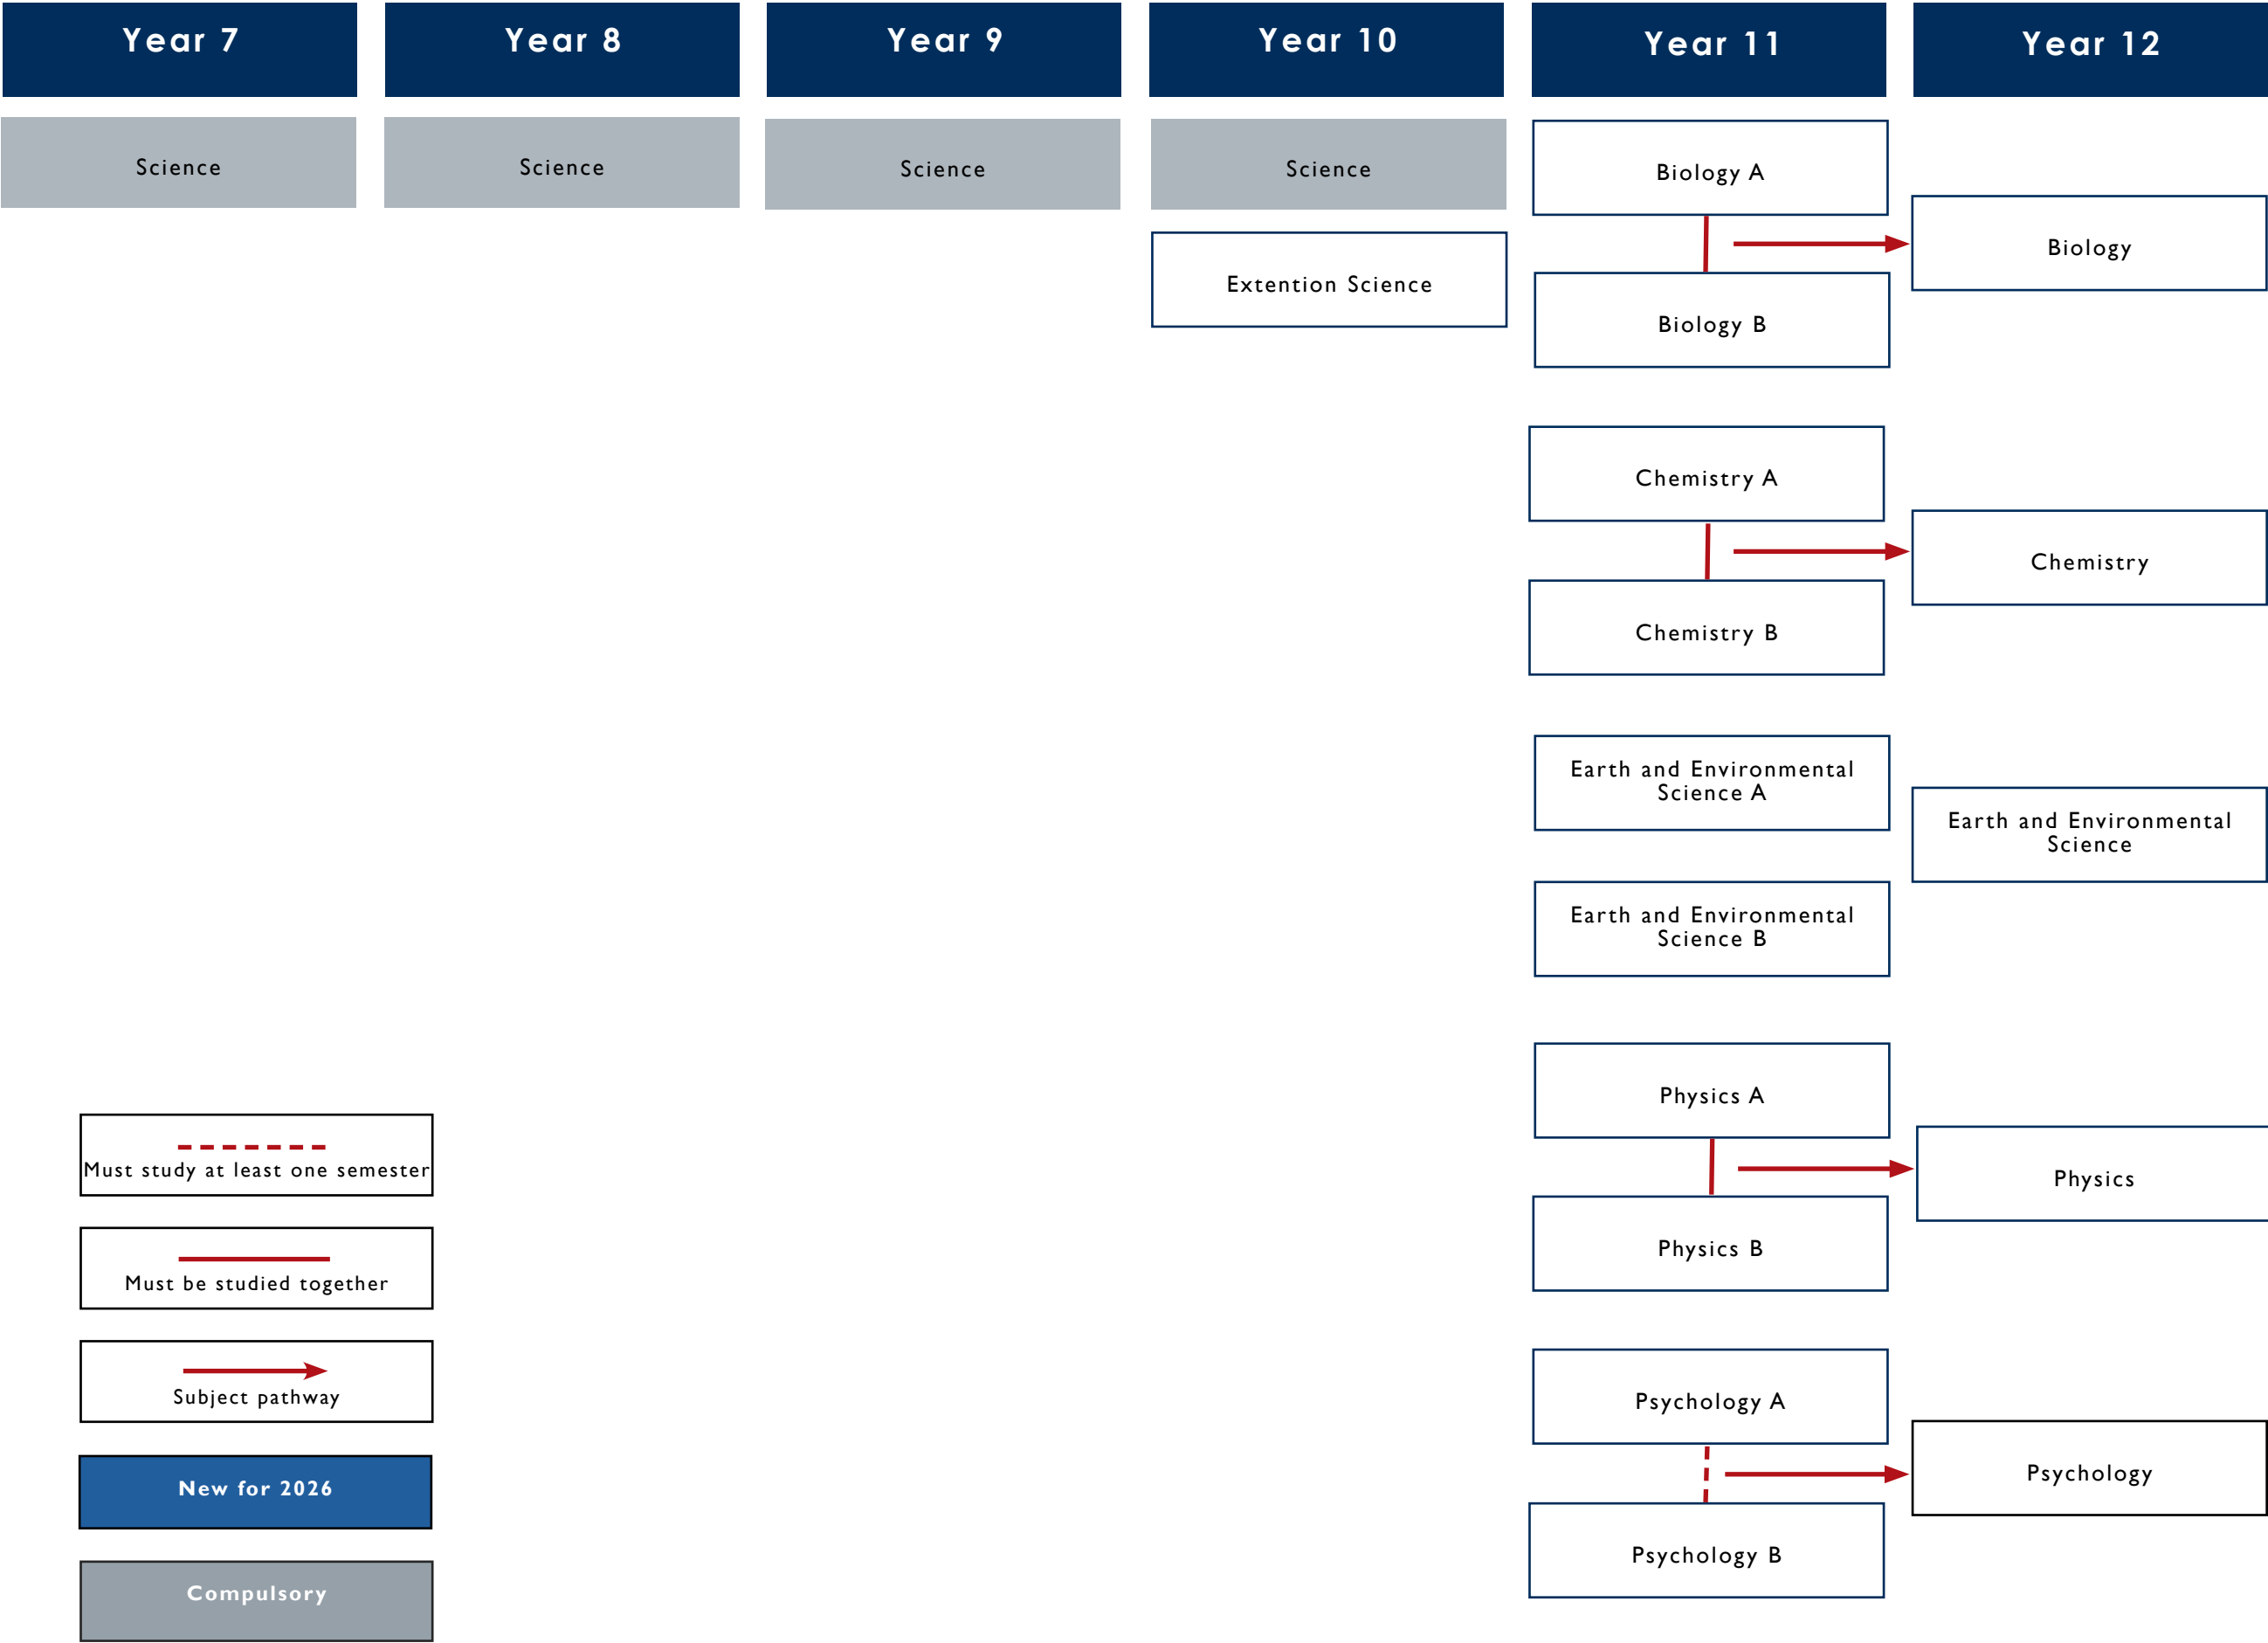 Year 7
Year 8
Year 9
Year 10
Year 11
Year 12
Science
Science
Science
Science
Extention Science
Biology A
Biology B
Biology
Chemistry A
Chemistry B
Chemistry
Earth and Environmental
Science A
Earth and Environmental
Science B
Earth and Environmental
Science
Physics A
Physics B
Physics
Psychology A
Psychology B
Psychology
Must study at least one semester
Must be studied together
Subject pathway
New for 2026
Compulsory